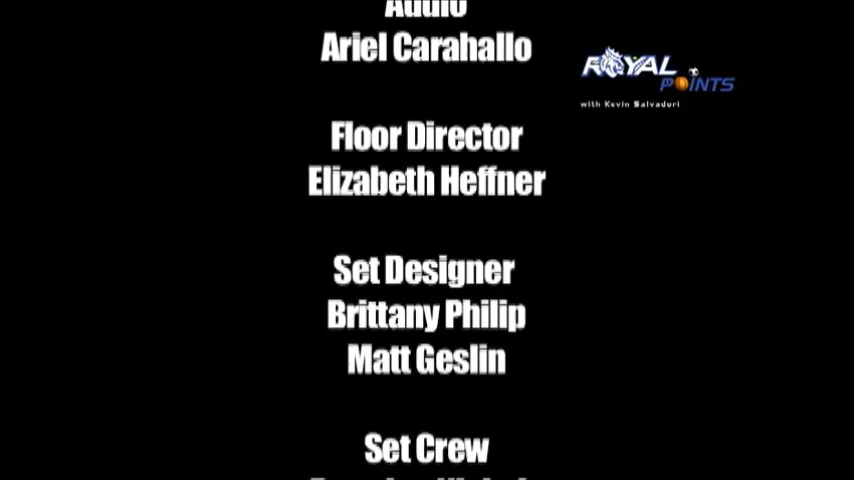 Audio
Ariel Carahallo
ROYAL
POINTS
with Kevin Salvaduri
Floor Director
Elizabeth Heffner
Set Designer
Brittany Philip
Matt Geslin
Set Crew